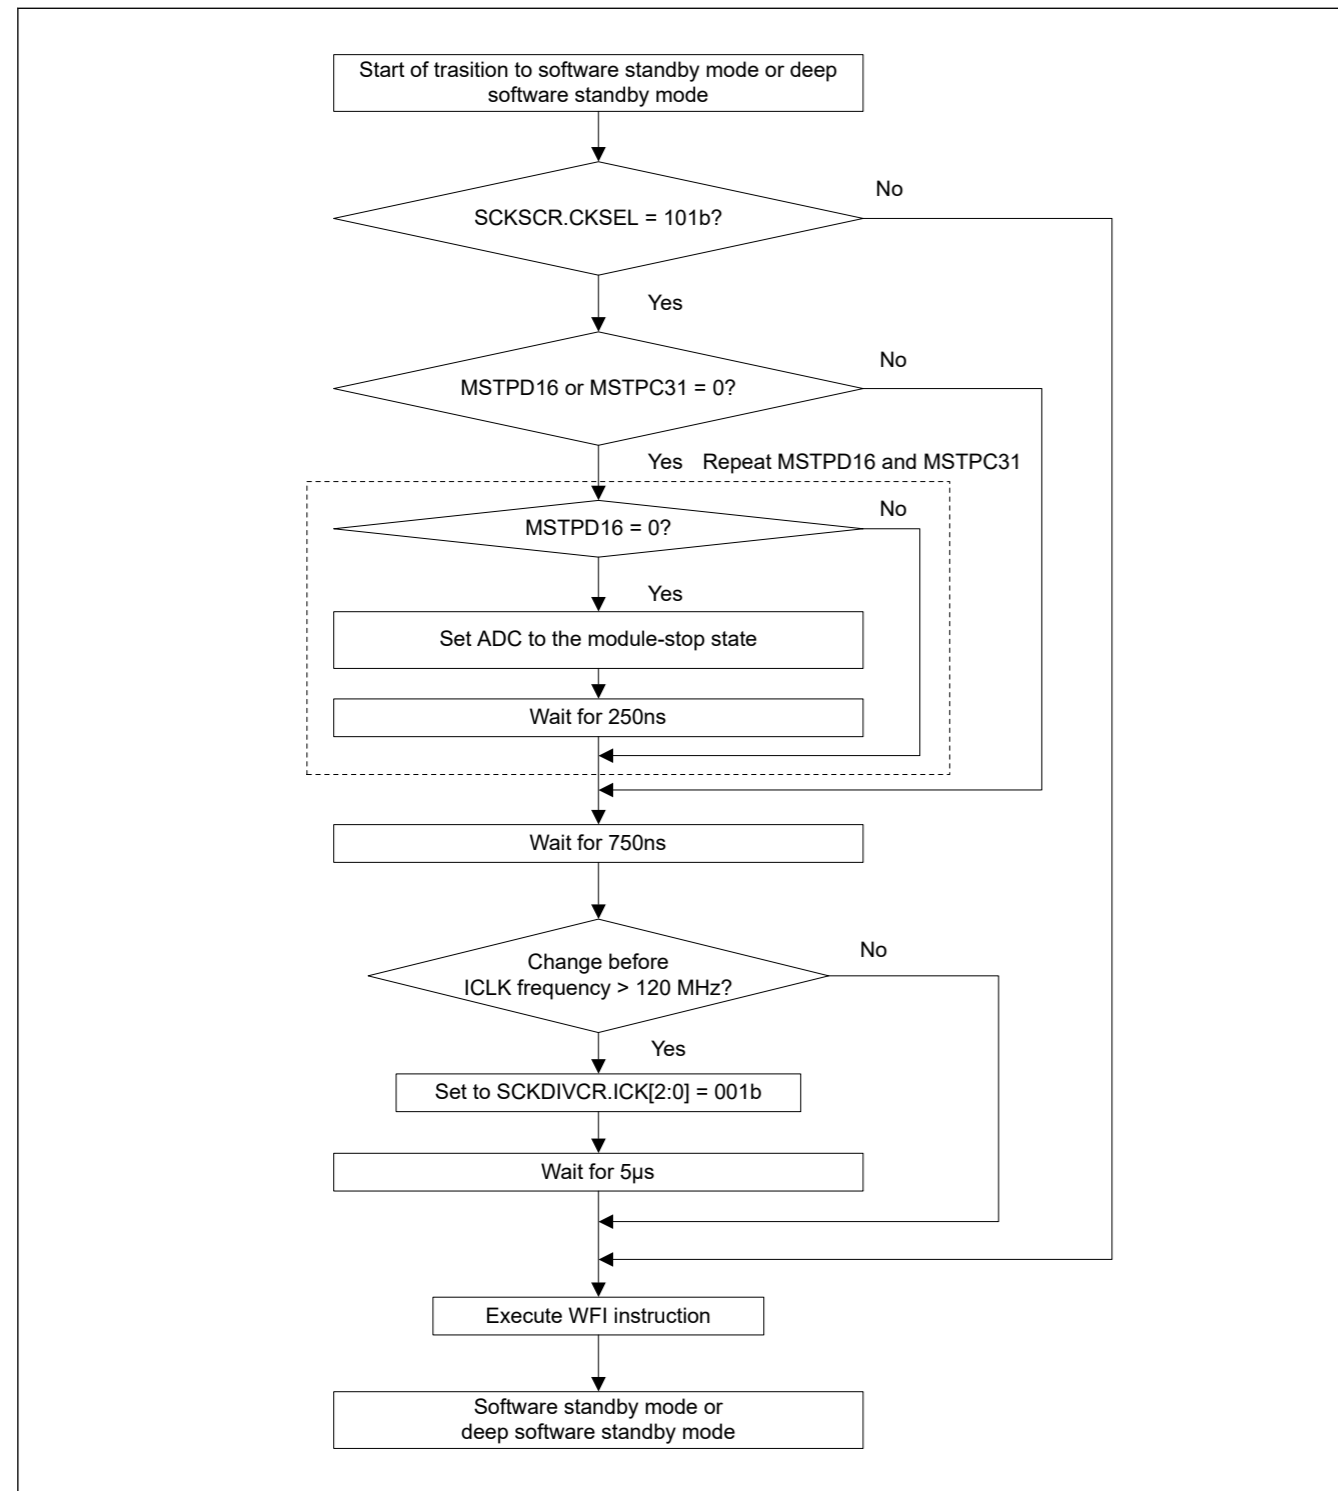 Start of trasition to software standby mode or deep
software standby mode
No
SCKSCR.CKSEL = 101b?
Yes
No
MSTPD16 or MSTPC31 = 0?
Yes Repeat MSTPD16 and MSTPC31
No
MSTPD16 = 0?
Yes
Set ADC to the module-stop state
Wait for 250ns
Wait for 750ns
No
Change before
ICLK frequency > 120 MHz?
Yes
Set to SCKDIVCR.ICK[2:0] = 001b
Wait for 5µs
Execute WFI instruction
Software standby mode or
deep software standby mode